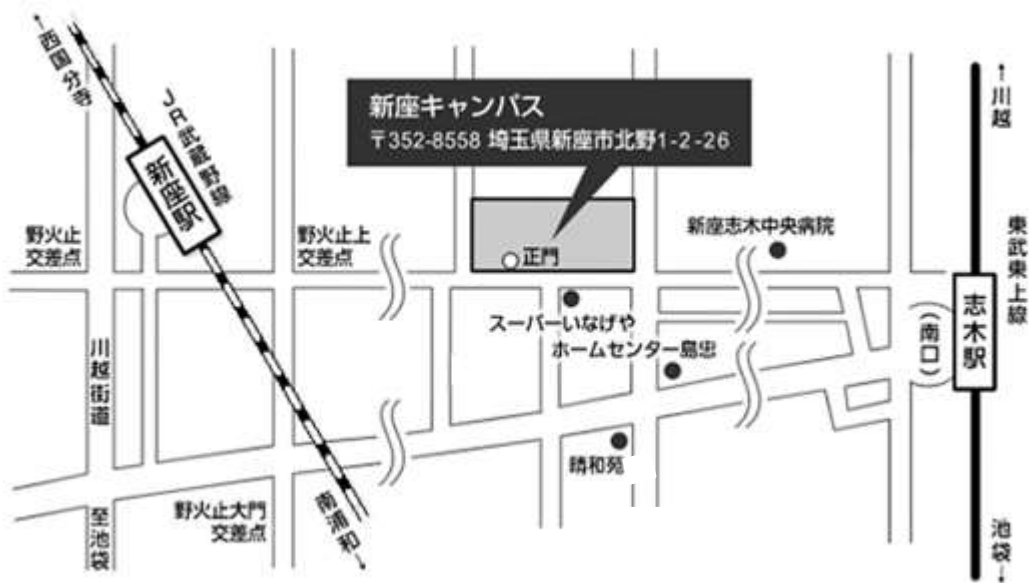 ↑西国分寺
JR武蔵野線
新座駅
新座キャンパス
〒352-8558 埼玉県新座市北野1-2-26
↑川越
東武東上線
野火止
交差点
野火止上
交差点
正門
新座志木中央病院
志木駅
(南口)
スーパーいなげや
ホームセンター島忠
川越街道
晴和苑
至池袋
野火止大門
交差点
南浦和→
池袋→